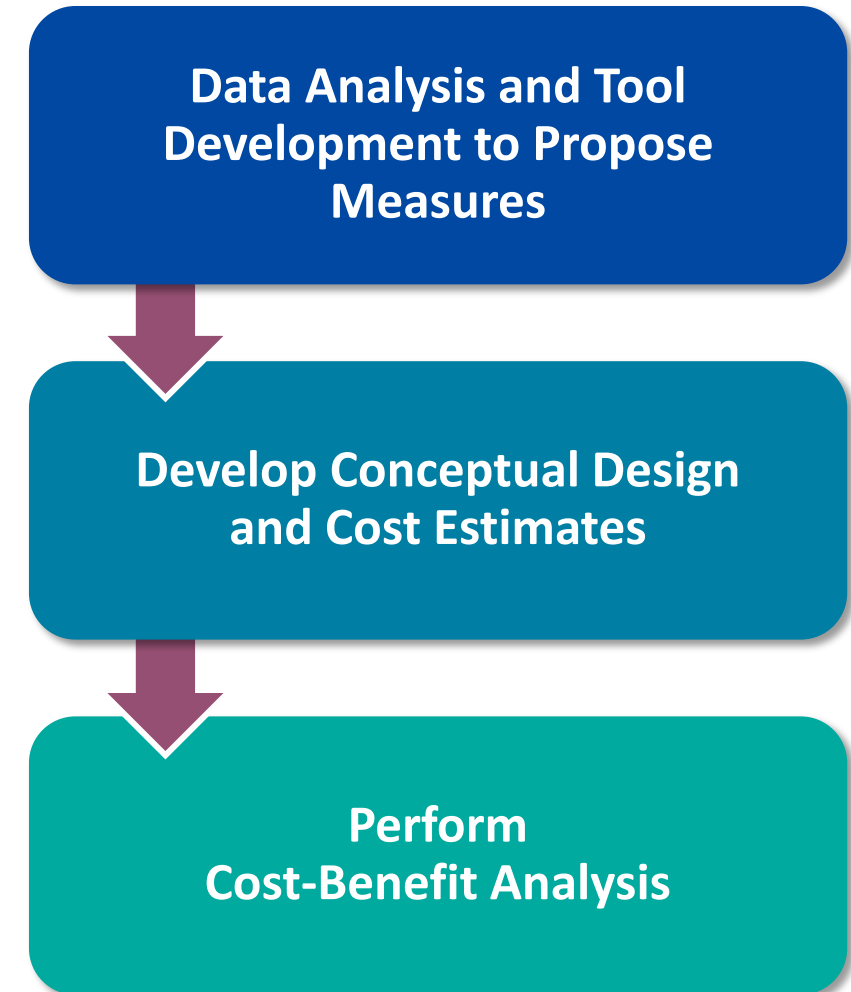 Data Analysis and Tool
Development to Propose
Measures
Develop Conceptual Design
and Cost Estimates
Perform
Cost-Benefit Analysis